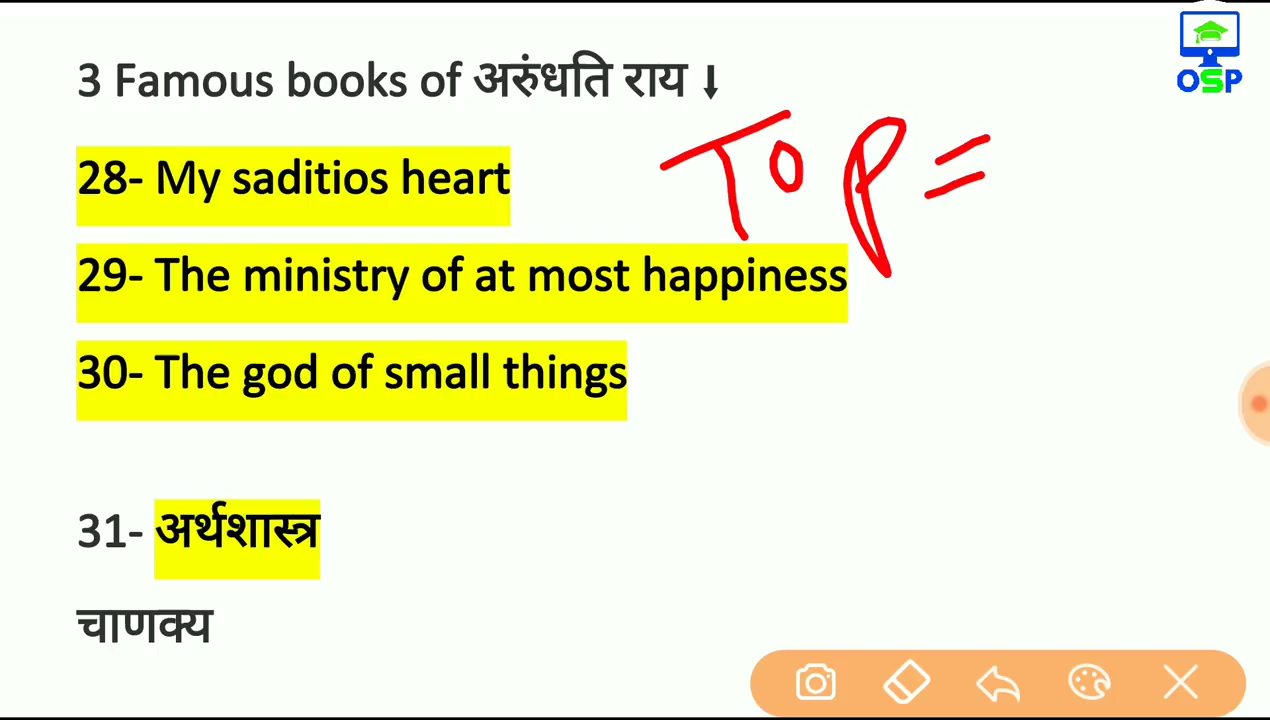 OSP
3 Famous books of अरुंधति राय ↓
TOP=
28- My saditios heart
29- The ministry of at most happiness
30- The god of small things
31- अर्थशास्त्र
चाणक्य